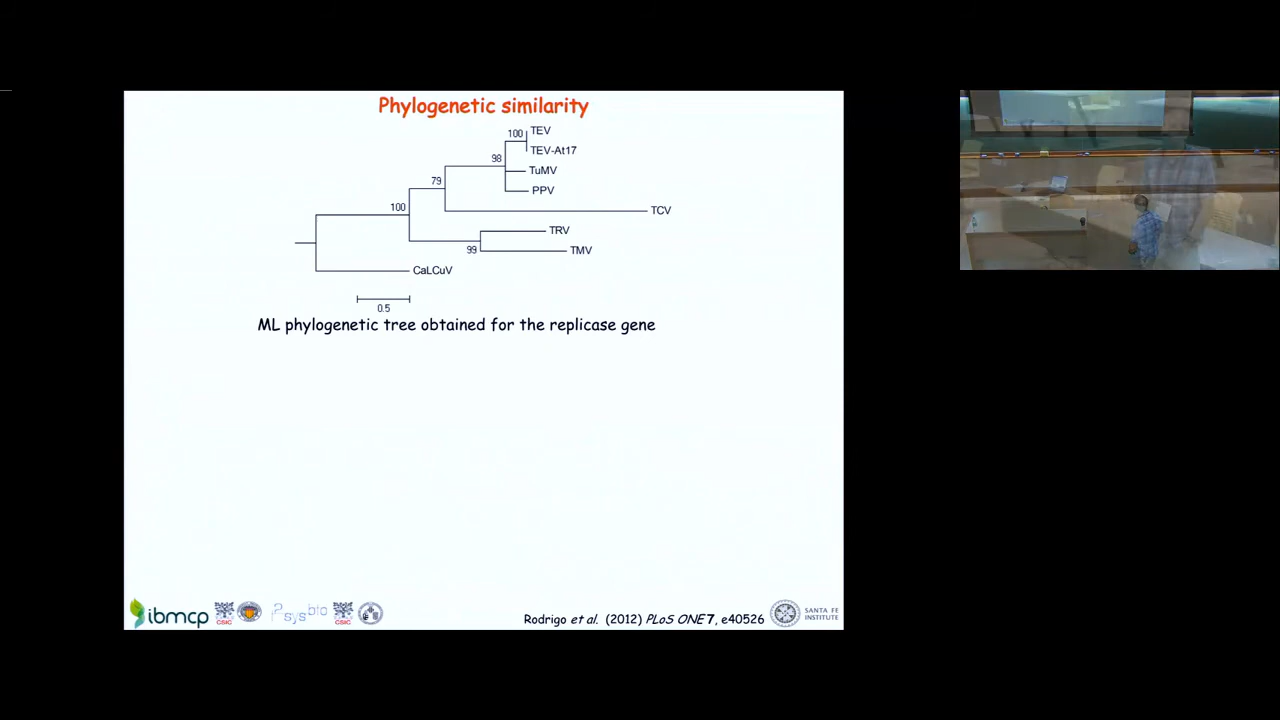 Phylogenetic similarity
100
TEV
TEV-At17
98
TuMV
79
PPV
100
TCV
TRV
99
TMV
CaLCuV
0.5
ML phylogenetic tree obtained for the replicase gene
ibmcp
CSIC
i2sysbio
CSIC
Rodrigo et al. (2012) PLoS ONE 7, e40526
SANTA FE
INSTITUTE